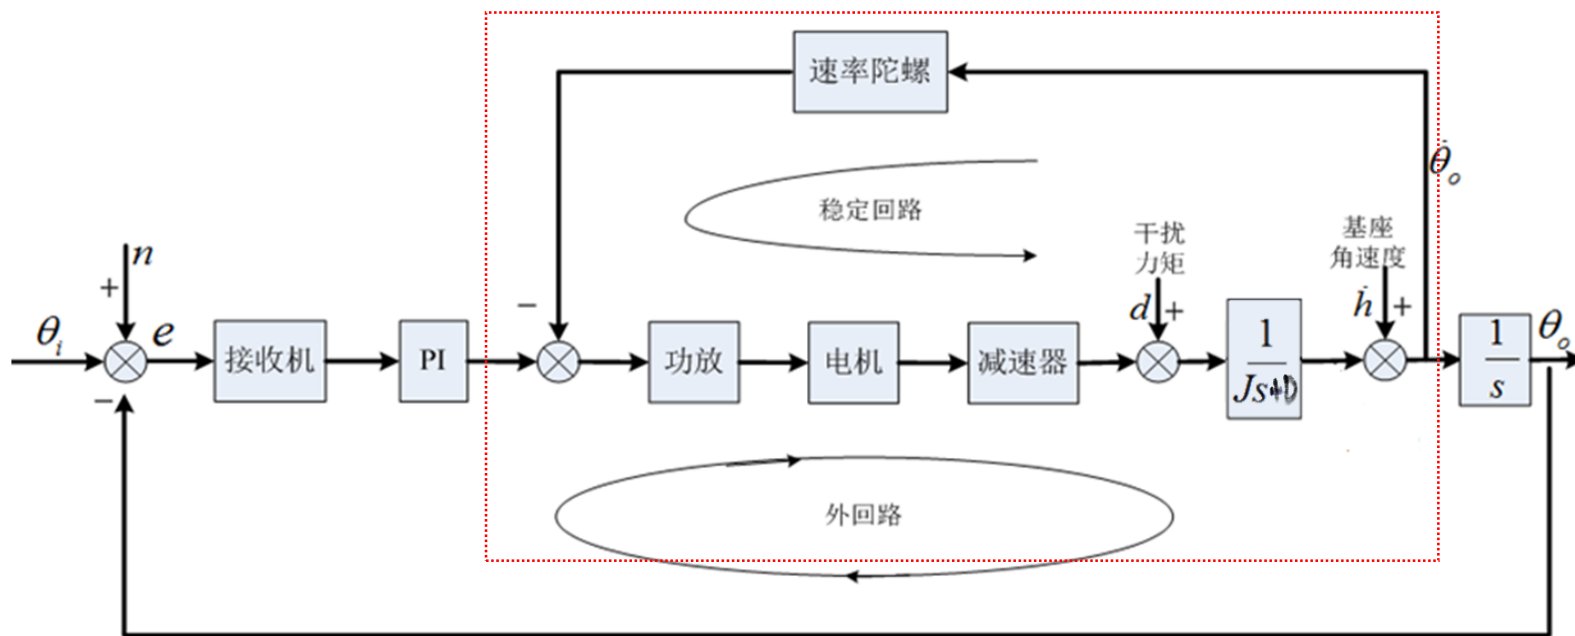 速率陀螺
θ̇ₒ
稳定回路
干扰
力矩
基座
角速度
n
+
−
d
+
ḣ
+
θᵢ
e
接收机
PI
功放
电机
减速器
1
Js+D
1
s
θₒ
−
外回路